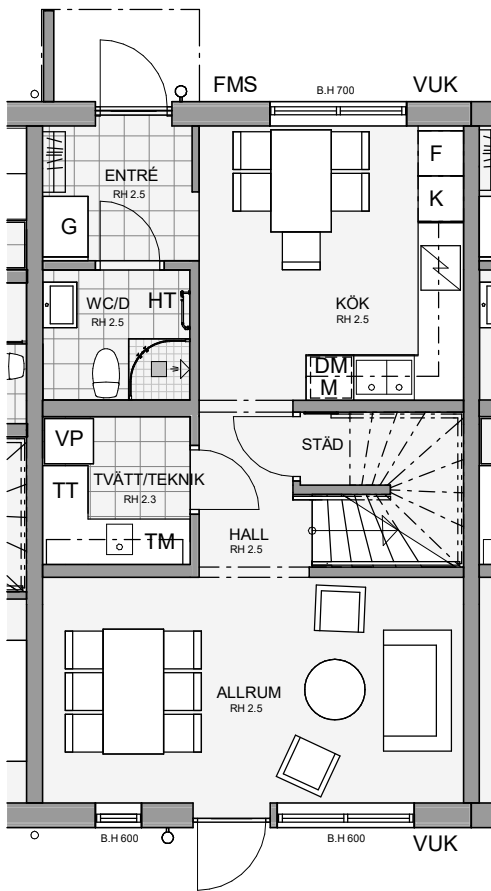 FMS
B.H 700
VUK
ENTRÉ
RH 2.5
F
K
G
WC/D
RH 2.5
HT
KÖK
RH 2.5
DM
M
VP
STÄD
TT
TVÄTT/TEKNIK
RH 2.3
TM
HALL
RH 2.5
ALLRUM
RH 2.5
B.H 600
B.H 600
VUK